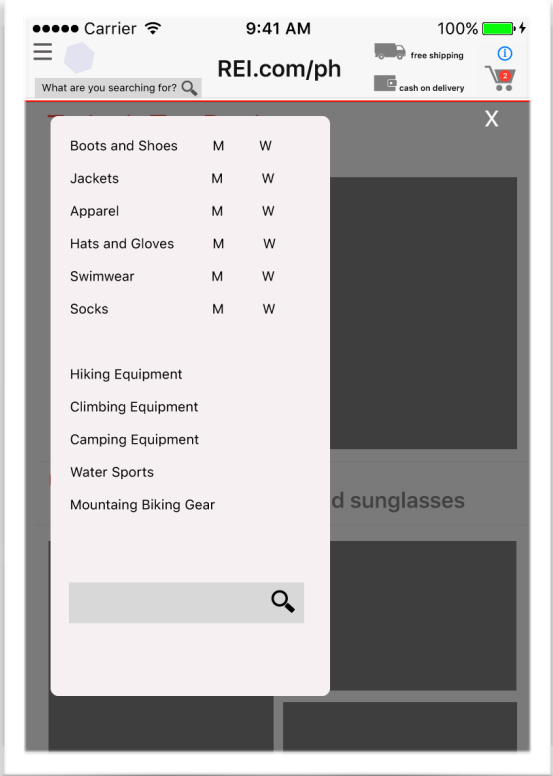 Carrier 9:41 AM 100%
REI.com/ph
free shipping
What are you searching for?
cash on delivery
2
X
Boots and Shoes M W
Jackets M W
Apparel M W
Hats and Gloves M W
Swimwear M W
Socks M W
Hiking Equipment
Climbing Equipment
Camping Equipment
Water Sports
Mountaing Biking Gear
d sunglasses